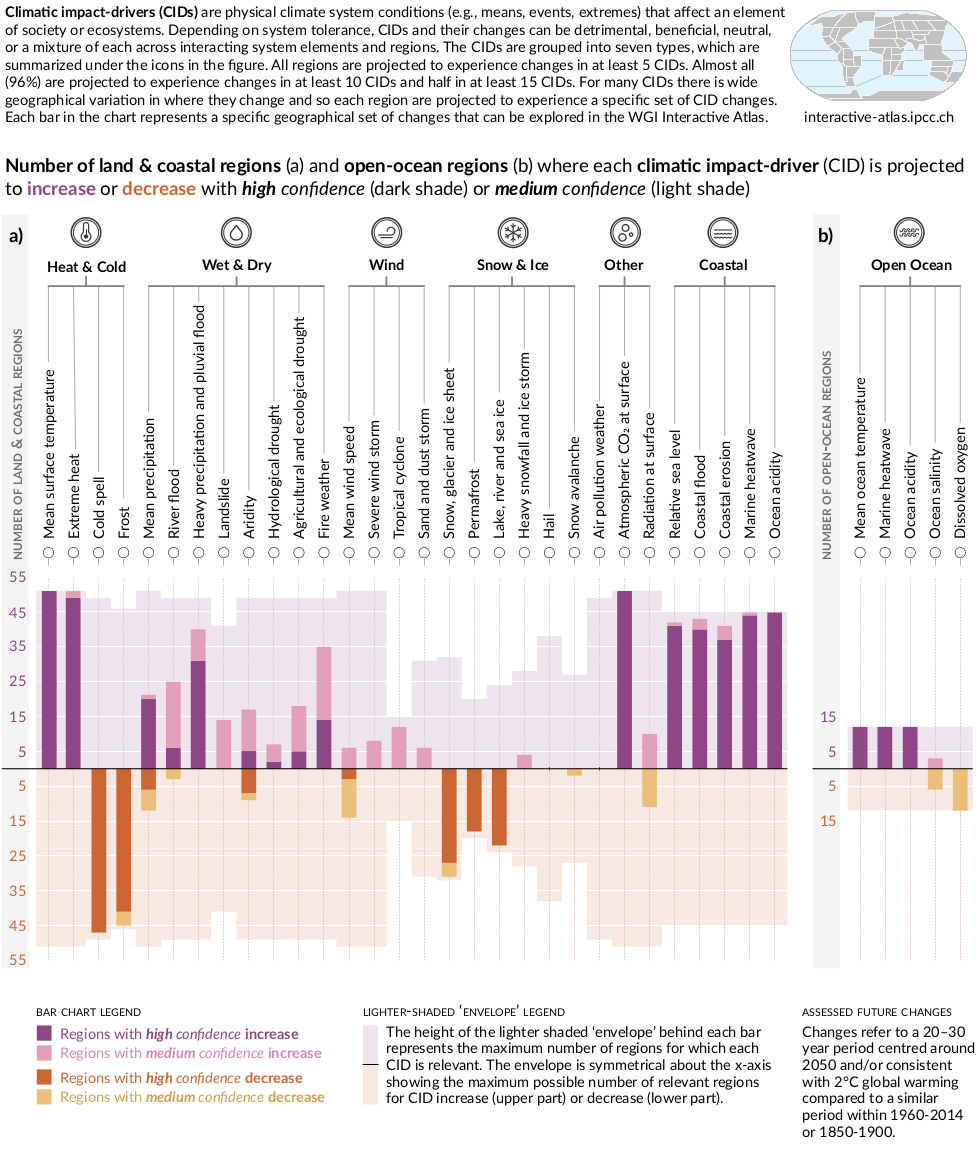 Climatic impact-drivers (CIDs) are physical climate system conditions (e.g., means, events, extremes) that affect an element
of society or ecosystems. Depending on system tolerance, CIDs and their changes can be detrimental, beneficial, neutral,
or a mixture of each across interacting system elements and regions. The CIDs are grouped into seven types, which are
summarized under the icons in the figure. All regions are projected to experience changes in at least 5 CIDs. Almost all
(96%) are projected to experience changes in at least 10 CIDs and half in at least 15 CIDs. For many CIDs there is wide
geographical variation in where they change and so each region are projected to experience a specific set of CID changes.
Each bar in the chart represents a specific geographical set of changes that can be explored in the WGI Interactive Atlas.
interactive-atlas.ipcc.ch
Number of land & coastal regions (a) and open-ocean regions (b) where each climatic impact-driver (CID) is projected
to increase or decrease with high confidence (dark shade) or medium confidence (light shade)
a)
Heat & Cold
Wet & Dry
Wind
Snow & Ice
Other
Coastal
b)
Open Ocean
NUMBER OF LAND & COASTAL REGIONS
Mean surface temperature
Extreme heat
Cold spell
Frost
Mean precipitation
River flood
Heavy precipitation and pluvial flood
Landslide
Aridity
Hydrological drought
Agricultural and ecological drought
Fire weather
Mean wind speed
Severe wind storm
Tropical cyclone
Sand and dust storm
Snow, glacier and ice sheet
Permafrost
Lake, river and sea ice
Heavy snowfall and ice storm
Hail
Snow avalanche
Air pollution weather
Atmospheric CO₂ at surface
Radiation at surface
Relative sea level
Coastal flood
Coastal erosion
Marine heatwave
Ocean acidity
NUMBER OF OPEN-OCEAN REGIONS
Mean ocean temperature
Marine heatwave
Ocean acidity
Ocean salinity
Dissolved oxygen
55
45
35
25
15
5
5
15
25
35
45
55
15
5
5
15
BAR CHART LEGEND
Regions with high confidence increase
Regions with medium confidence increase
Regions with high confidence decrease
Regions with medium confidence decrease
LIGHTER-SHADED ‘ENVELOPE’ LEGEND
The height of the lighter shaded ‘envelope’ behind each bar
represents the maximum number of regions for which each
CID is relevant. The envelope is symmetrical about the x-axis
showing the maximum possible number of relevant regions
for CID increase (upper part) or decrease (lower part).
ASSESSED FUTURE CHANGES
Changes refer to a 20–30
year period centred around
2050 and/or consistent
with 2°C global warming
compared to a similar
period within 1960-2014
or 1850-1900.